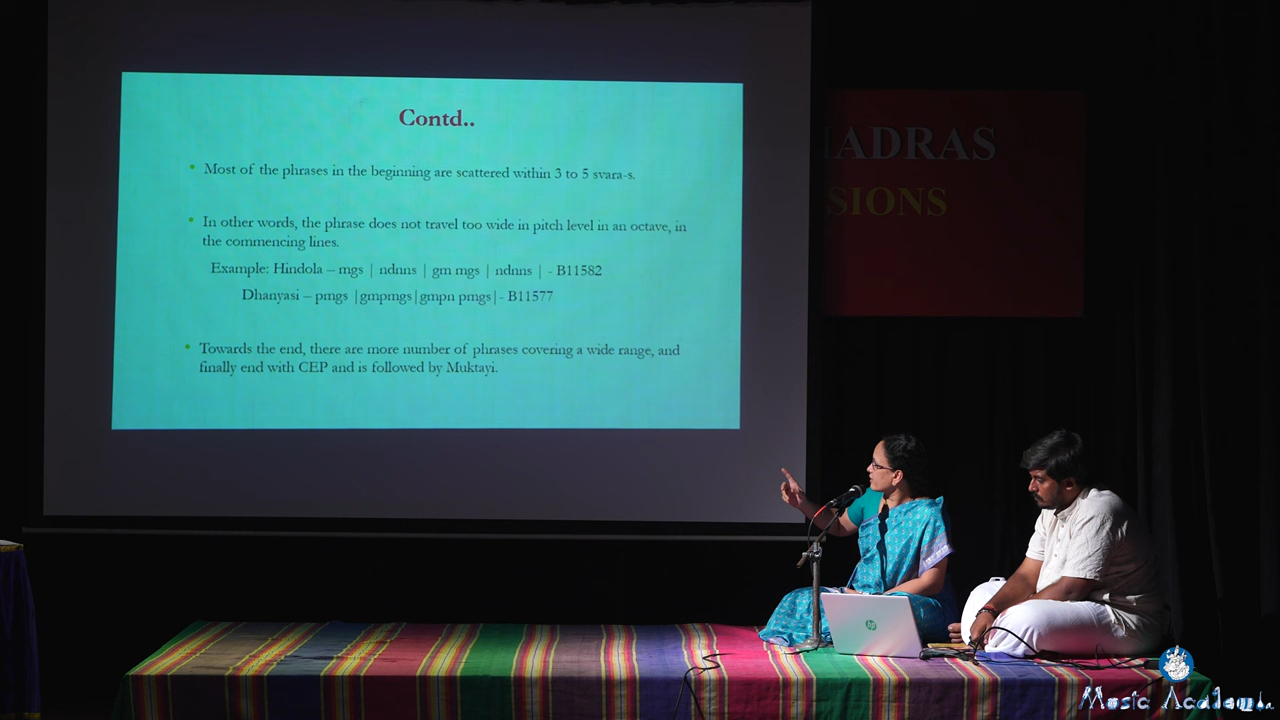 Contd..
Most of the phrases in the beginning are scattered within 3 to 5 svara-s.
In other words, the phrase does not travel too wide in pitch level in an octave, in
the commencing lines.
Example: Hindola – mgs | ndnns | gm mgs | ndnns | - B11582
Dhanyasi – pmgs |gmpmgs|gmpn pmgs|- B11577
Towards the end, there are more number of phrases covering a wide range, and
finally end with CEP and is followed by Muktayi.
ADRAS
SIONS
hp
Music Academy